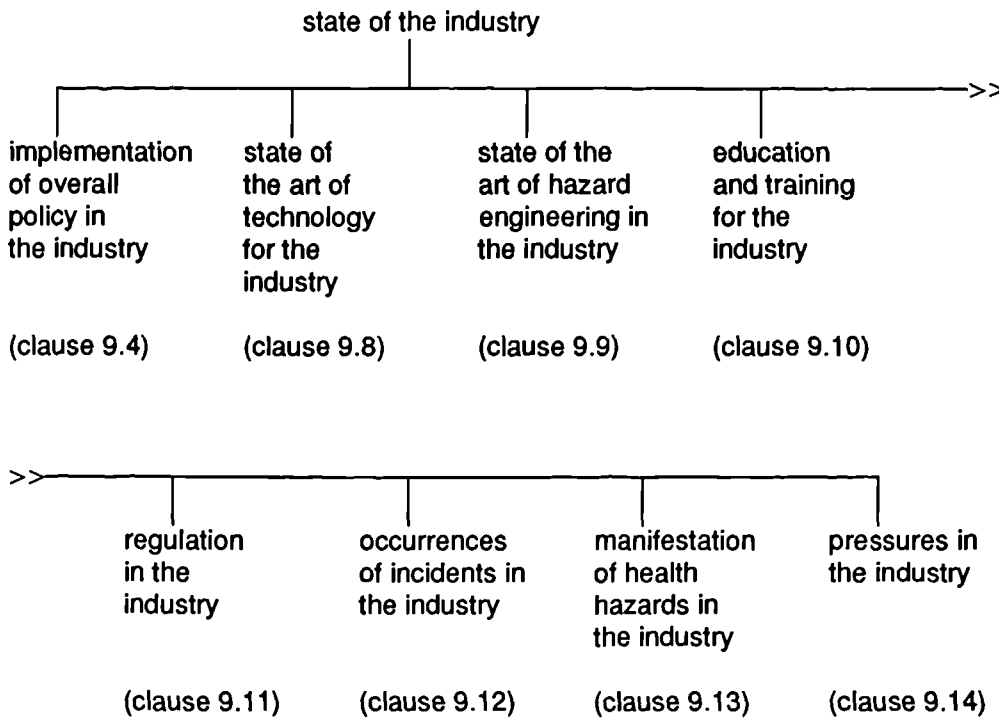 state of the industry
>>
implementation
of overall
policy in
the industry
(clause 9.4)
state of
the art of
technology
for the
industry
(clause 9.8)
state of the
art of hazard
engineering in
the industry
(clause 9.9)
education
and training
for the
industry
(clause 9.10)
>>
regulation
in the
industry
(clause 9.11)
occurrences
of incidents in
the industry
(clause 9.12)
manifestation
of health
hazards in
the industry
(clause 9.13)
pressures in
the industry
(clause 9.14)